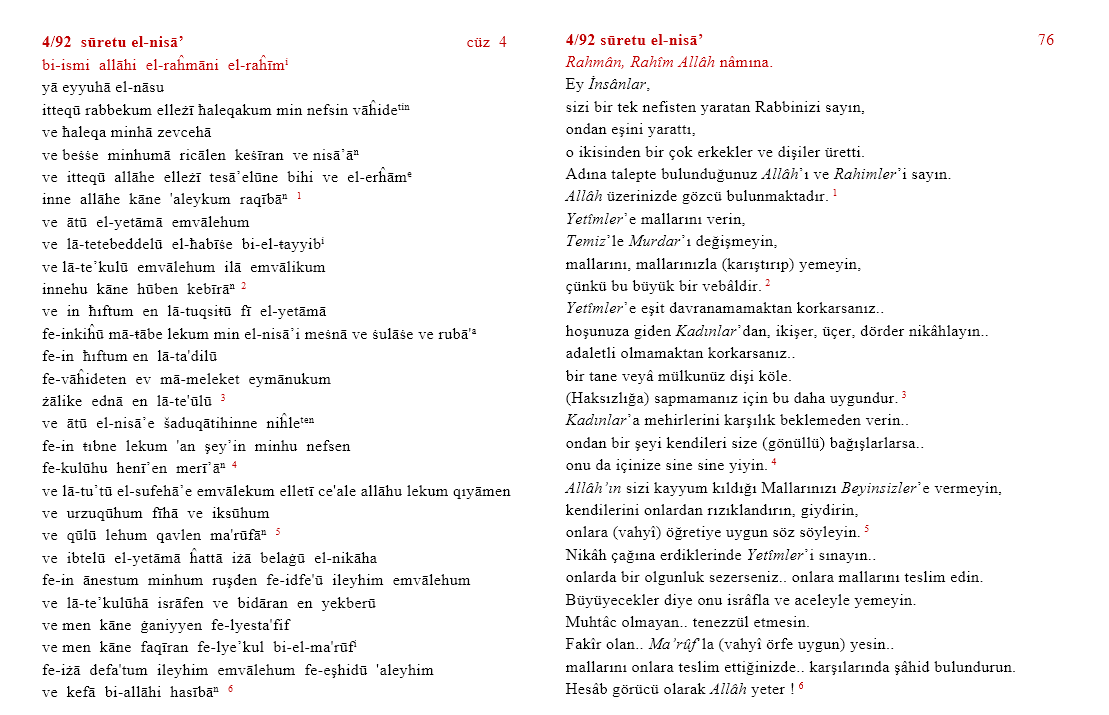 4/92 sūretu el-nisā’ cüz 4
bi-ismi allāhi el-raĥmāni el-raĥīmⁱ
yā eyyuhā el-nāsu
itteqū rabbekum elleżī ħaleqakum min nefsin vāĥideᵗⁱⁿ
ve ħaleqa minhā zevcehā
ve beśśe minhumā ricālen keśīran ve nisā’āⁿ
ve itteqū allāhe elleżī tesā’elūne bihi ve el-erĥāmᵉ
inne allāhe kāne 'aleykum raqībāⁿ 1
ve ātū el-yetāmā emvālehum
ve lā-tetebeddelū el-ħabīśe bi-el-ŧayyibⁱ
ve lā-te’kulū emvālehum ilā emvālikum
innehu kāne hūben kebīrāⁿ 2
ve in ħıftum en lā-tuqsiŧū fī el-yetāmā
fe-inkiĥū mā-ŧābe lekum min el-nisā’i meśnā ve śulāśe ve rubā'ᵃ
fe-in ħıftum en lā-ta'dilū
fe-vāĥideten ev mā-meleket eymānukum
żālike ednā en lā-te'ūlū 3
ve ātū el-nisā’e šaduqātihinne niĥleᵗᵉⁿ
fe-in ŧıbne lekum 'an şey’in minhu nefsen
fe-kulūhu henī’en merī’āⁿ 4
ve lā-tu’tū el-sufehā’e emvālekum elletī ce'ale allāhu lekum qıyāmen
ve urzuqūhum fīhā ve iksūhum
ve qūlū lehum qavlen ma'rūfāⁿ 5
ve ibtelū el-yetāmā ĥattā iżā belaġū el-nikāha
fe-in ānestum minhum ruşden fe-idfe'ū ileyhim emvālehum
ve lā-te’kulūhā isrāfen ve bidāran en yekberū
ve men kāne ġaniyyen fe-lyesta'fif
ve men kāne faqīran fe-lye’kul bi-el-ma'rūfⁱ
fe-iżā defa'tum ileyhim emvālehum fe-eşhidū 'aleyhim
ve kefā bi-allāhi hasībāⁿ 6
4/92 sūretu el-nisā’ 76
Rahmân, Rahîm Allâh nâmına.
Ey İnsânlar,
sizi bir tek nefisten yaratan Rabbinizi sayın,
ondan eşini yarattı,
o ikisinden bir çok erkekler ve dişiler üretti.
Adına talepte bulunduğunuz Allâh’ı ve Rahimler’i sayın.
Allâh üzerinizde gözcü bulunmaktadır. 1
Yetîmler’e mallarını verin,
Temiz’le Murdar’ı değişmeyin,
mallarını, mallarınızla (karıştırıp) yemeyin,
çünkü bu büyük bir vebâldir. 2
Yetîmler’e eşit davranamamaktan korkarsanız..
hoşunuza giden Kadınlar’dan, ikişer, üçer, dörder nikâhlayın..
adaletli olmamaktan korkarsanız..
bir tane veyâ mülkunüz dişi köle.
(Haksızlığa) sapmamanız için bu daha uygundur. 3
Kadınlar’a mehirlerini karşılık beklemeden verin..
ondan bir şeyi kendileri size (gönüllü) bağışlarlarsa..
onu da içinize sine sine yiyin. 4
Allâh’ın sizi kayyum kıldığı Mallarınızı Beyinsizler’e vermeyin,
kendilerini onlardan rızıklandırın, giydirin,
onlara (vahyî) öğretiye uygun söz söyleyin. 5
Nikâh çağına erdiklerinde Yetîmler’i sınayın..
onlarda bir olgunluk sezerseniz.. onlara mallarını teslim edin.
Büyüyecekler diye onu isrâfla ve aceleyle yemeyin.
Muhtâc olmayan.. tenezzül etmesin.
Fakîr olan.. Ma’rûf'la (vahyî örfe uygun) yesin..
mallarını onlara teslim ettiğinizde.. karşılarında şâhid bulundurun.
Hesâb görücü olarak Allâh yeter ! 6